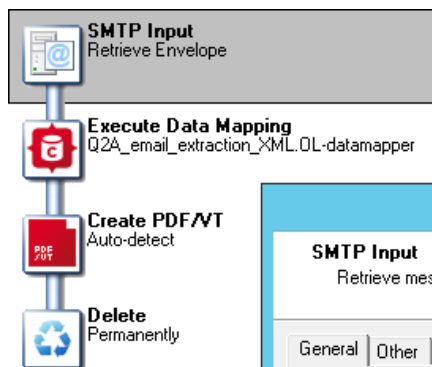 SMTP Input
Retrieve Envelope
Execute Data Mapping
Q2A_email_extraction_XML.OL-datamapper
C
PDF
/VT
Create PDF/VT
Auto-detect
SMTP Input
Retrieve mes
Delete
Permanently
General Other